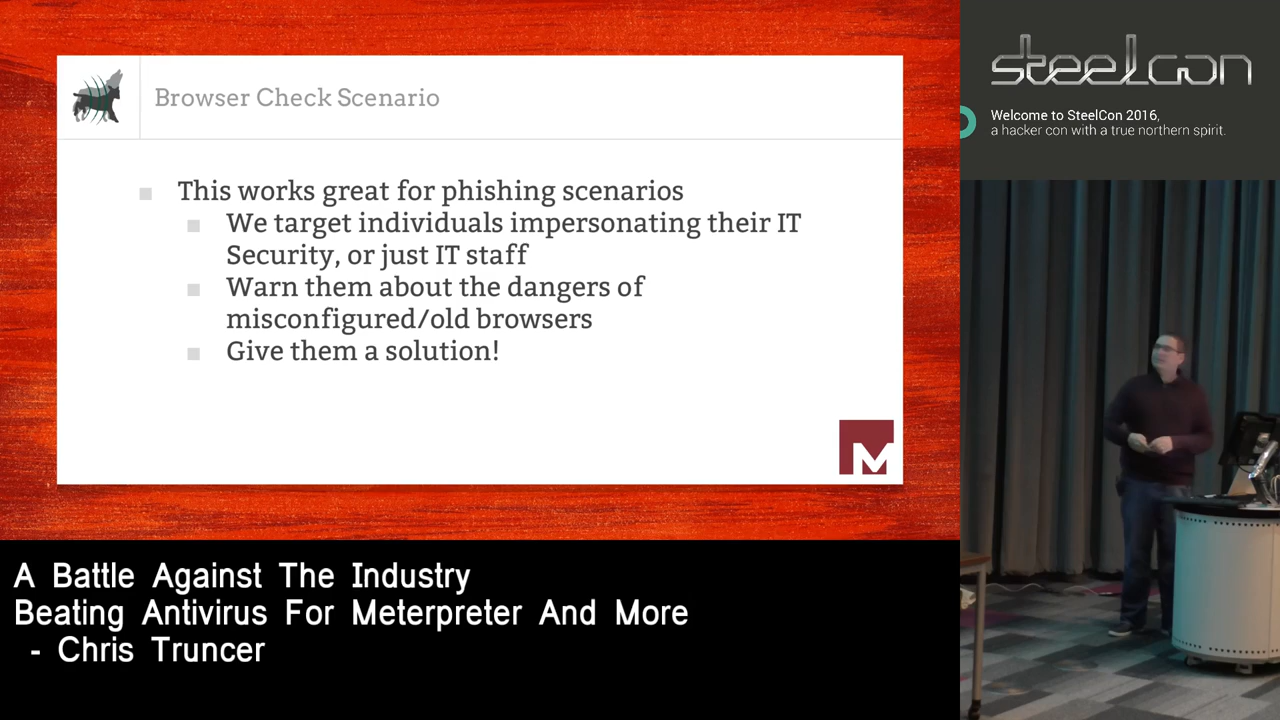 Browser Check Scenario
This works great for phishing scenarios
We target individuals impersonating their IT
Security, or just IT staff
Warn them about the dangers of
misconfigured/old browsers
Give them a solution!
M
steelcon
Welcome to SteelCon 2016,
a hacker con with a true northern spirit.
A Battle Against The Industry
Beating Antivirus For Meterpreter And More
- Chris Truncer